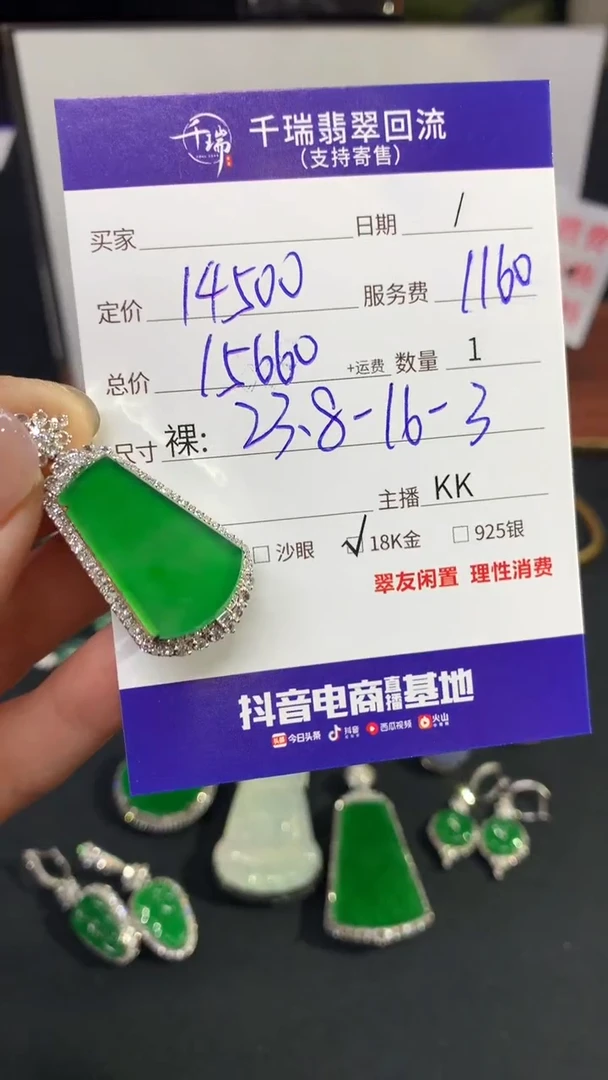 千瑞
千瑞翡翠回流
(支持寄售)
买家 日期 /
定价 14500 服务费 1160
总价 15660 +运费 数量 1
尺寸 裸: 23.8-16-3
主播 KK
□ 沙眼 ✓ 18K金 □ 925银
翠友闲置 理性消费
抖音电商直播基地
头条 今日头条 抖音 西瓜视频 火山